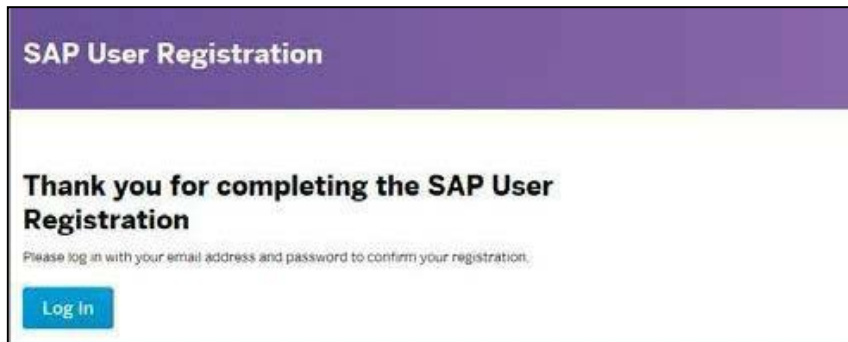 SAP User Registration
Thank you for completing the SAP User
Registration
Please log in with your email address and password to confirm your registration.
Log In